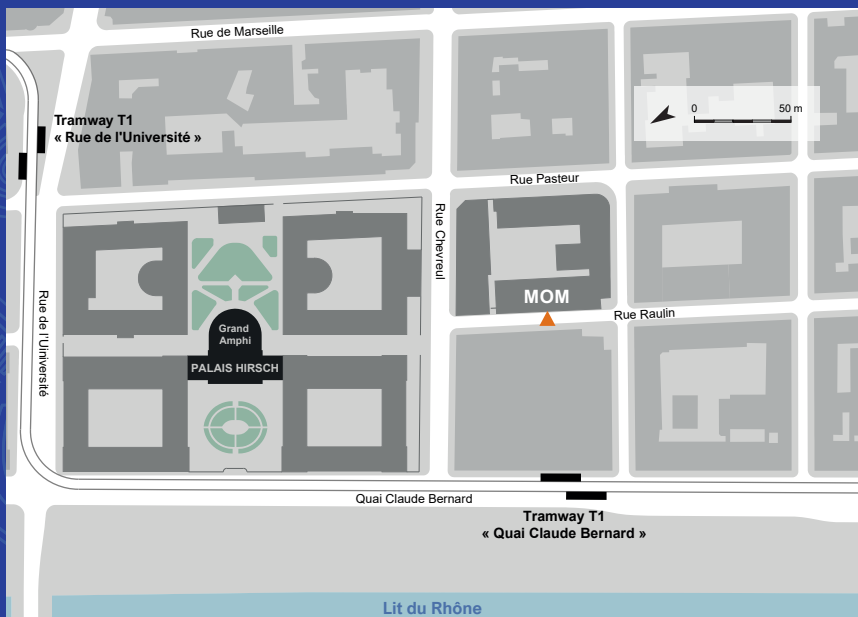 Rue de Marseille
Tramway T1
« Rue de l'Université »
0 50 m
Rue Pasteur
Rue Chevreul
MOM
Rue Raulin
Grand
Amphi
PALAIS HIRSCH
Rue de l'Uiniversité
Quai Claude Bernard
Tramway T1
« Quai Claude Bernard »
Lit du Rhône